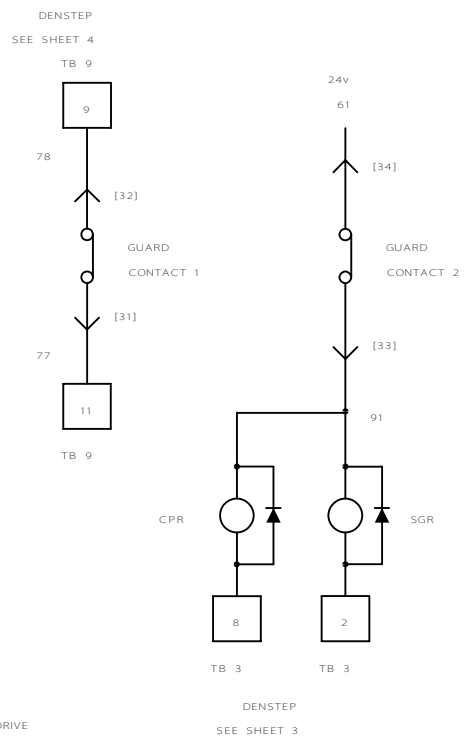 DENSTEP
SEE SHEET 4
TB 9
9
78
[32]
GUARD
CONTACT 1
[31]
77
11
TB 9
24v
61
[34]
GUARD
CONTACT 2
[33]
91
CPR
SGR
8
2
TB 3
TB 3
DENSTEP
SEE SHEET 3